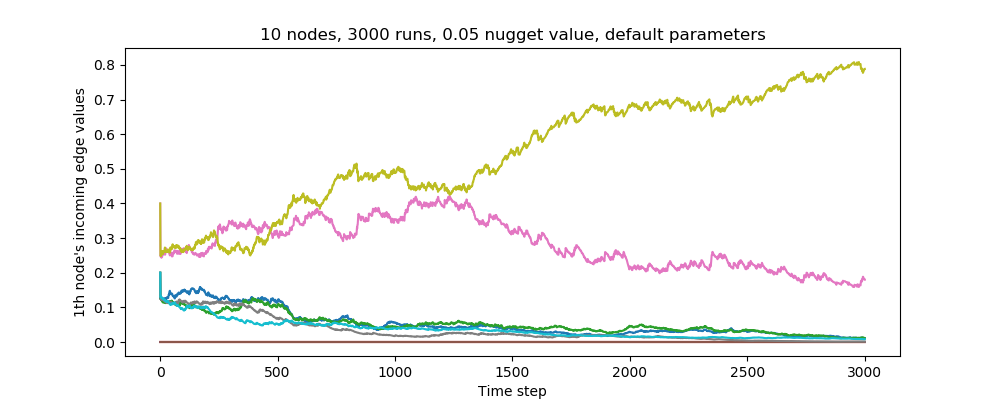 10 nodes, 3000 runs, 0.05 nugget value, default parameters
1th node's incoming edge values
0.8
0.7
0.6
0.5
0.4
0.3
0.2
0.1
0.0
0 500 1000 1500 2000 2500 3000
Time step